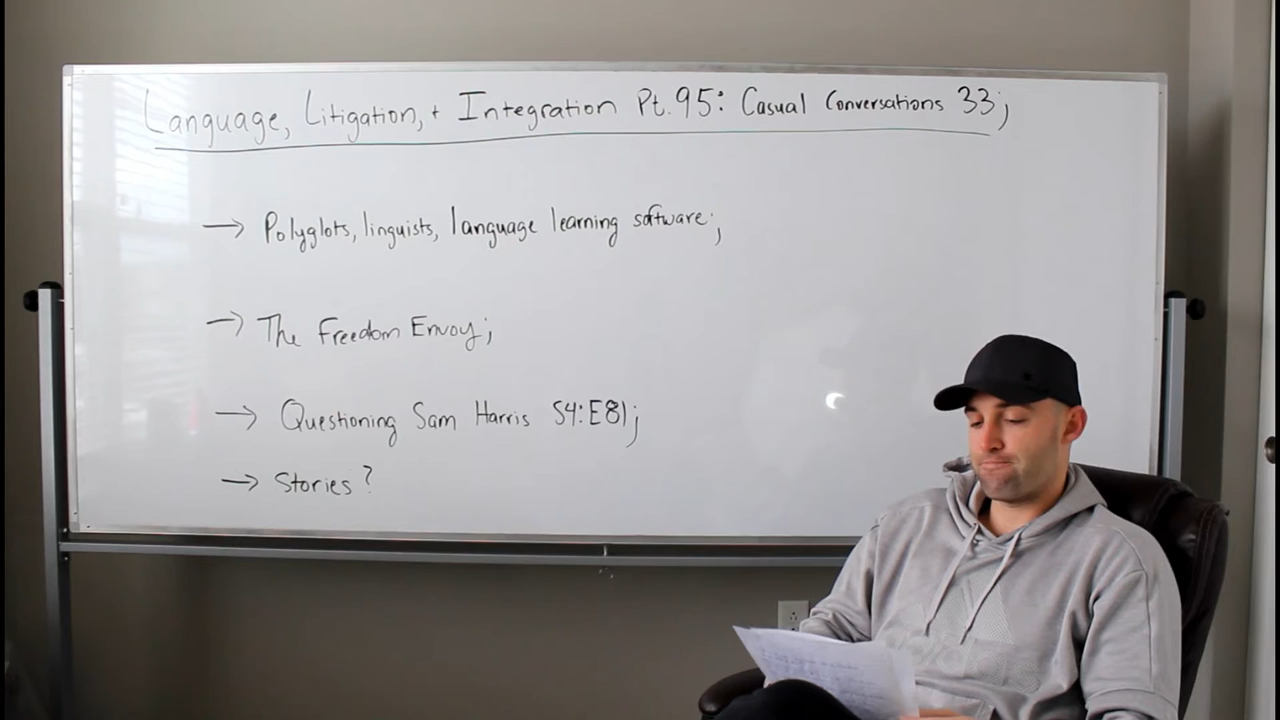 Language, Litigation, + Integration Pt. 95: Casual Conversations 33;
→ Polyglots, linguists, language learning software;
→ The Freedom Envoy;
→ Questioning Sam Harris S4:E81;
→ Stories?